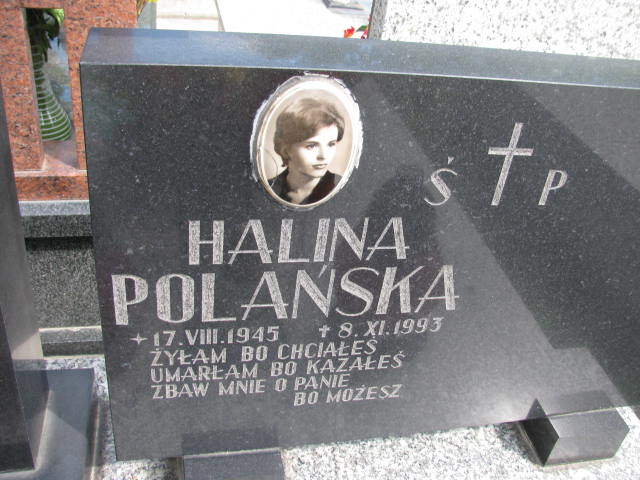 Ś P
HALINA
POLAŃSKA
17.VIII.1945 8.XI.1993
ŻYŁAM BO CHCIAŁEŚ
UMARŁAM BO KAZAŁEŚ
ZBAW MNIE O PANIE
BO MOŻESZ